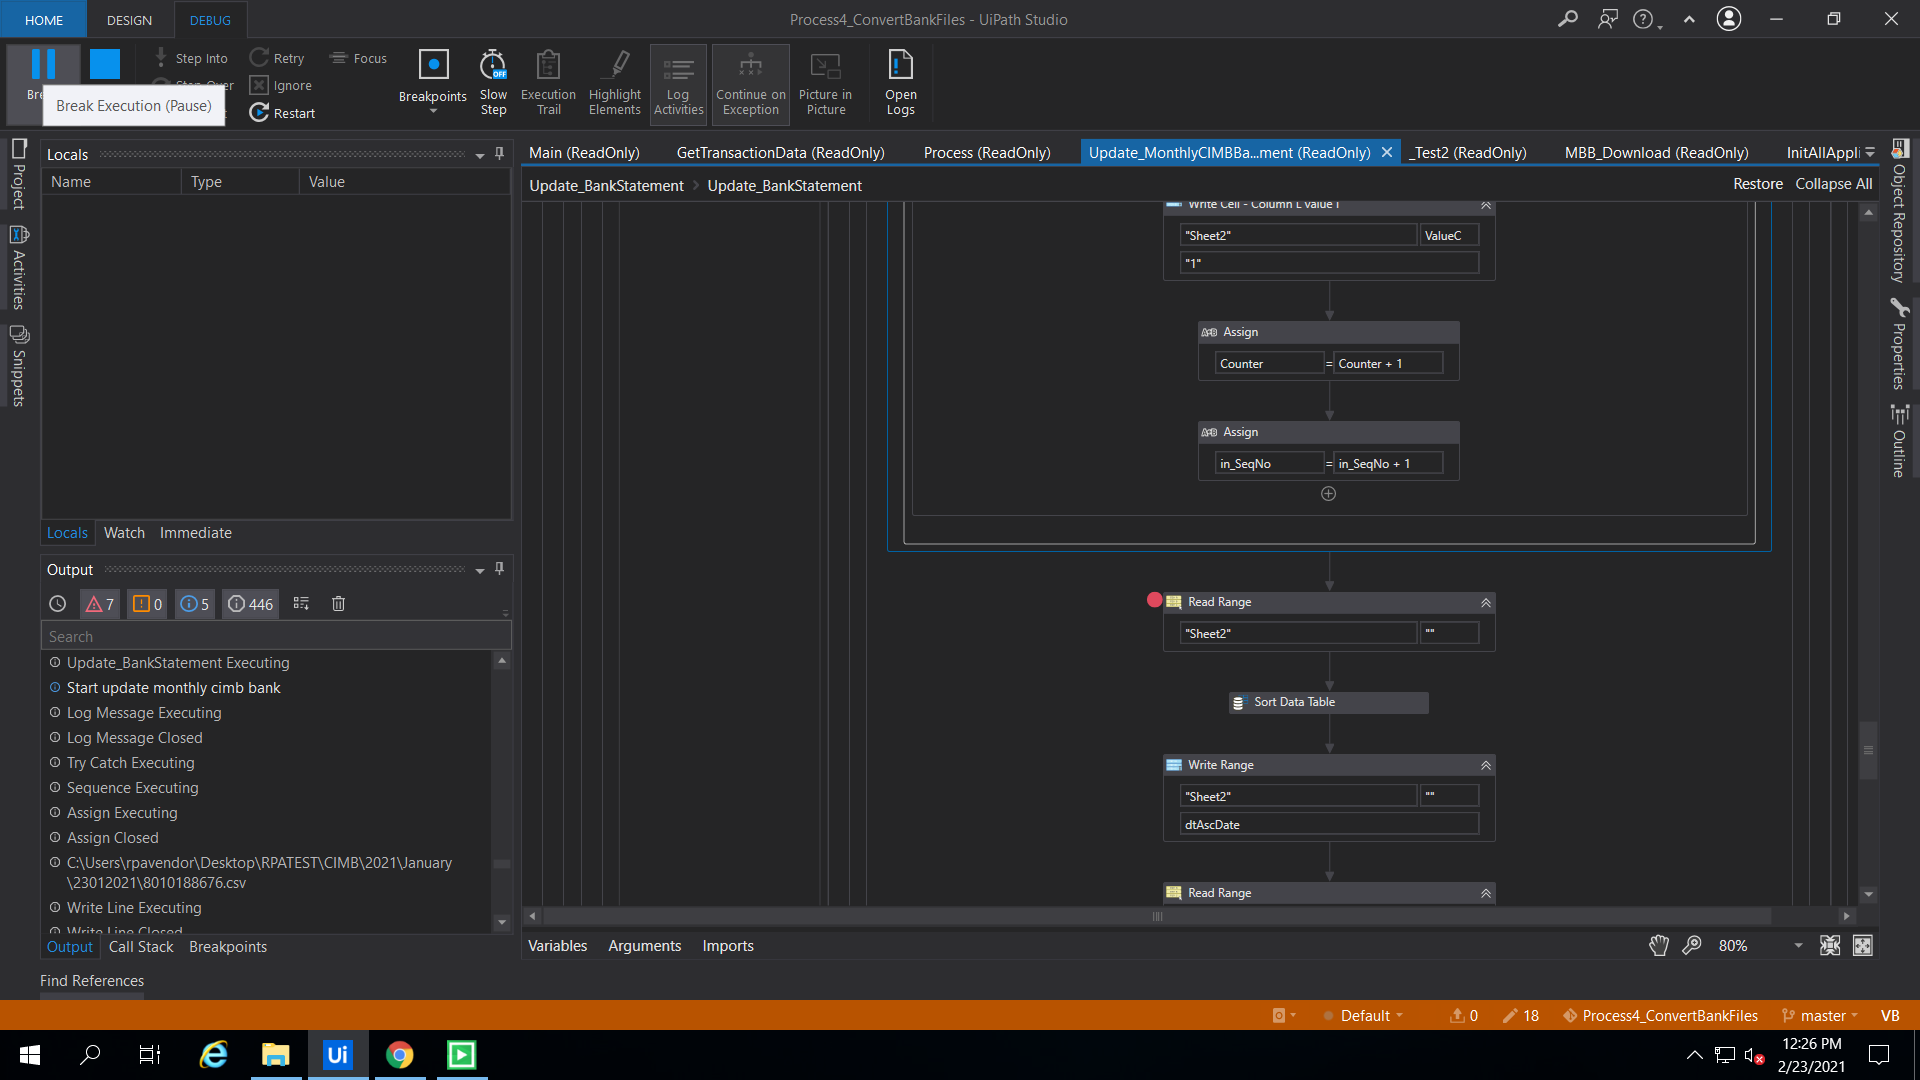 HOME DESIGN DEBUG Process4_ConvertBankFiles - UiPath Studio
Step Into Retry Focus
Step Over Ignore
Restart
Break Execution (Pause)
Breakpoints
Slow
Step
Execution
Trail
Highlight
Elements
Log
Activities
Continue on
Exception
Picture in
Picture
Open
Logs
Project
Activities
Snippets
Locals
Name Type Value
Locals Watch Immediate
Output
7 0 5 446
Search
Update_BankStatement Executing
Start update monthly cimb bank
Log Message Executing
Log Message Closed
Try Catch Executing
Sequence Executing
Assign Executing
Assign Closed
C:\Users\rpavendor\Desktop\RPATEST\CIMB\2021\January
\23012021\8010188676.csv
Write Line Executing
Write Line Closed
Output Call Stack Breakpoints
Find References
Main (ReadOnly) GetTransactionData (ReadOnly) Process (ReadOnly) Update_MonthlyCIMBBa...ment (ReadOnly) _Test2 (ReadOnly) MBB_Download (ReadOnly) InitAllAppli
Update_BankStatement Update_BankStatement Restore Collapse All
Write Cell - Column L value 1
"Sheet2" ValueC
"1"
Assign
Counter = Counter + 1
Assign
in_SeqNo = in_SeqNo + 1
Read Range
"Sheet2" ""
Sort Data Table
Write Range
"Sheet2" ""
dtAscDate
Read Range
Variables Arguments Imports 80%
Object Repository
Properties
Outline
Default 0 18 Process4_ConvertBankFiles master VB
Ui
12:26 PM
2/23/2021